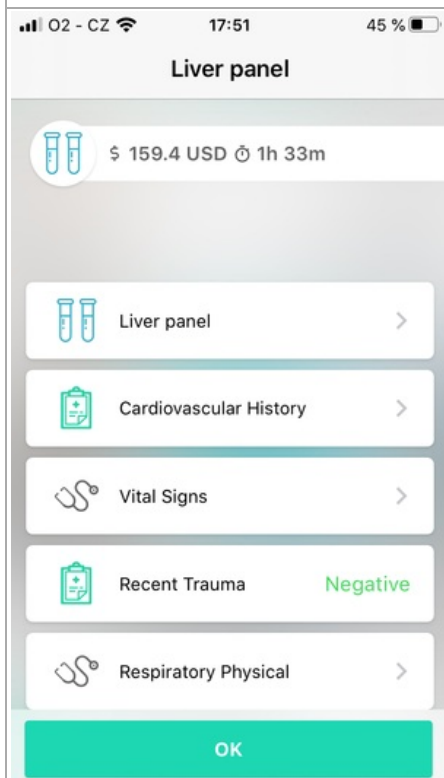 O2 - CZ 17:51 45 %
Liver panel
$ 159.4 USD 1h 33m
Liver panel
Cardiovascular History
Vital Signs
Recent Trauma Negative
Respiratory Physical
OK